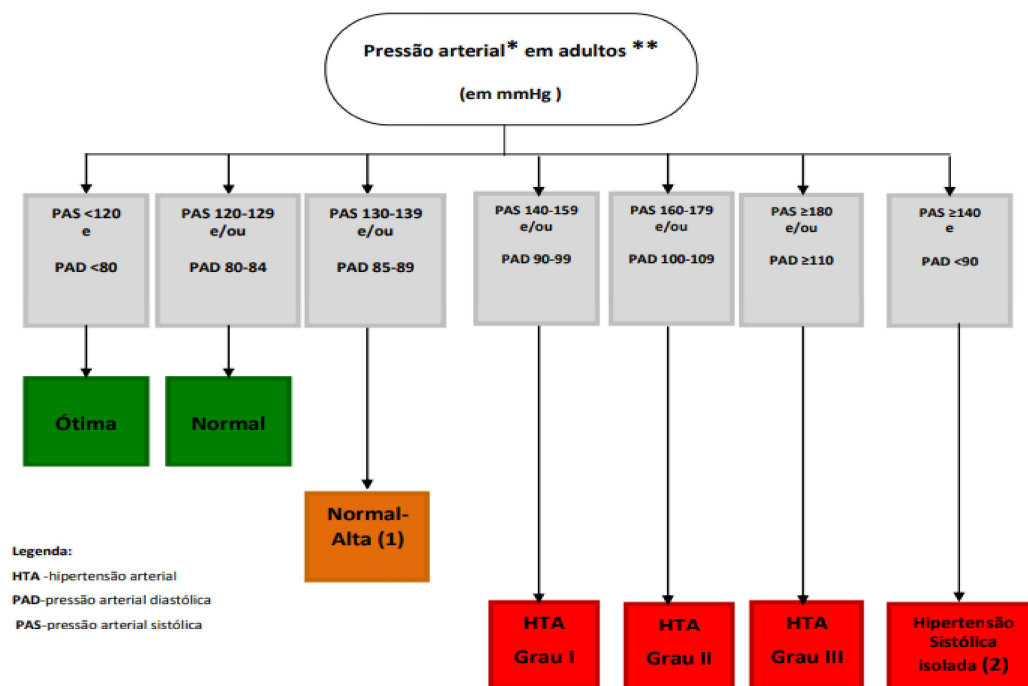 Pressão arterial* em adultos **
(em mmHg )
PAS <120
e
PAD <80
PAS 120-129
e/ou
PAD 80-84
PAS 130-139
e/ou
PAD 85-89
PAS 140-159
e/ou
PAD 90-99
PAS 160-179
e/ou
PAD 100-109
PAS ≥180
e/ou
PAD ≥110
PAS ≥140
e
PAD <90
Ótima
Normal
Normal-
Alta (1)
HTA
Grau I
HTA
Grau II
HTA
Grau III
Hipertensão
Sistólica
isolada (2)
Legenda:
HTA -hipertensão arterial
PAD-pressão arterial diastólica
PAS-pressão arterial sistólica